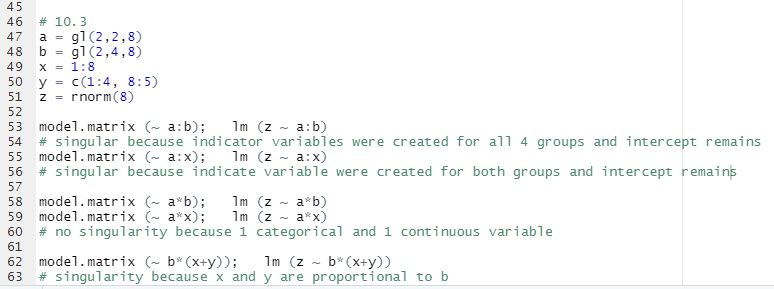 45
46 # 10.3
47 a = gl(2,2,8)
48 b = gl(2,4,8)
49 x = 1:8
50 y = c(1:4, 8:5)
51 z = rnorm(8)
52
53 model.matrix (~ a:b);   lm (z ~ a:b)
54 # singular because indicator variables were created for all 4 groups and intercept remains
55 model.matrix (~ a:x);   lm (z ~ a:x)
56 # singular because indicate variable were created for both groups and intercept remains
57
58 model.matrix (~ a*b);   lm (z ~ a*b)
59 model.matrix (~ a*x);   lm (z ~ a*x)
60 # no singularity because 1 categorical and 1 continuous variable
61
62 model.matrix (~ b*(x+y));   lm (z ~ b*(x+y))
63 # singularity because x and y are proportional to b